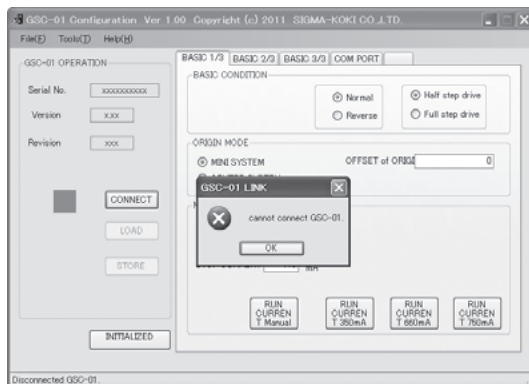 GSC-01 Configuration Ver 1.00 Copyright (c) 2011 SIGMA-KOKI CO.,LTD.
File(F) Tools(T) Help(H)
GSC-01 OPERATION
Serial No. xxxxxxxxxx
Version x.xx
Revision xxx
CONNECT
LOAD
STORE
INITIALIZED
BASIC 1/3 BASIC 2/3 BASIC 3/3 COM PORT
BASIC CONDITION
Normal
Reverse
Half step drive
Full step drive
ORIGIN MODE
MINI SYSTEM
OFFSET of 0
GSC-01 LINK
cannot connect GSC-01.
OK
mA
RUN CURREN T Manual
RUN CURREN T 350mA
RUN CURREN T 660mA
RUN CURREN T 750mA
Disconnected GSC-01.